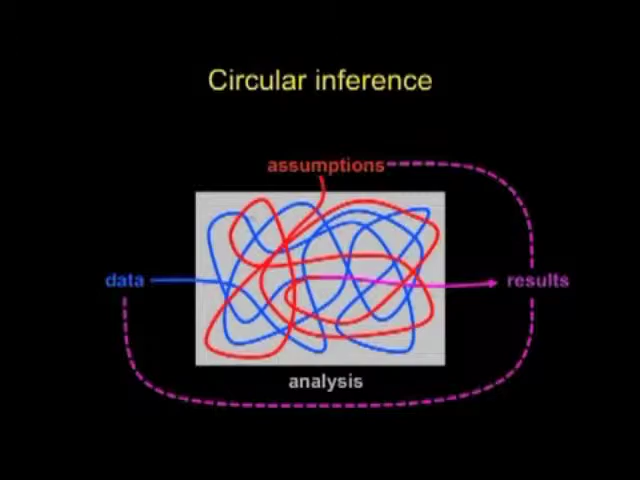 Circular inference
assumptions
data
results
analysis